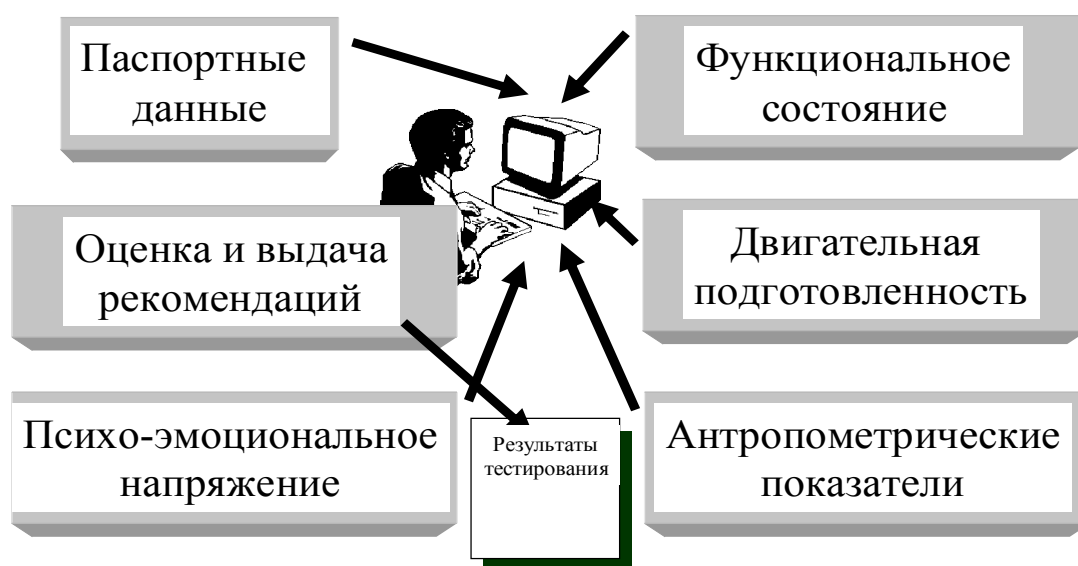 Паспортные
данные
Функциональное
состояние
Оценка и выдача
рекомендаций
Двигательная
подготовленность
Психо-эмоциональное
напряжение
Результаты
тестирования
Антропометрические
показатели